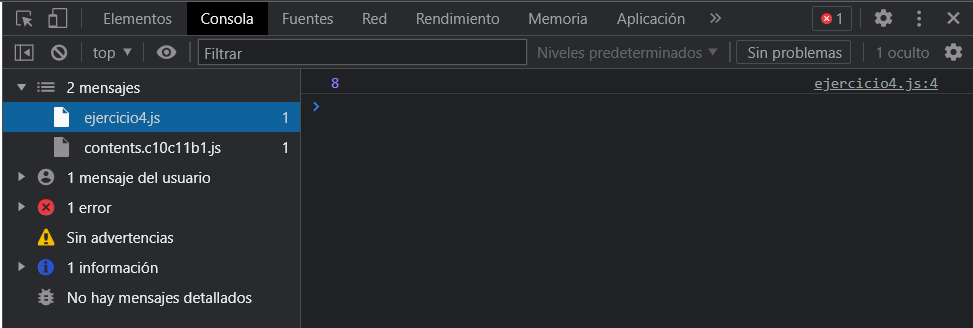 Elementos Consola Fuentes Red Rendimiento Memoria Aplicación » 1
top Filtrar Niveles predeterminados Sin problemas 1 oculto
2 mensajes
8 ejercicio4.js:4
ejercicio4.js 1
contents.c10c11b1.js 1
1 mensaje del usuario
1 error
Sin advertencias
1 información
No hay mensajes detallados